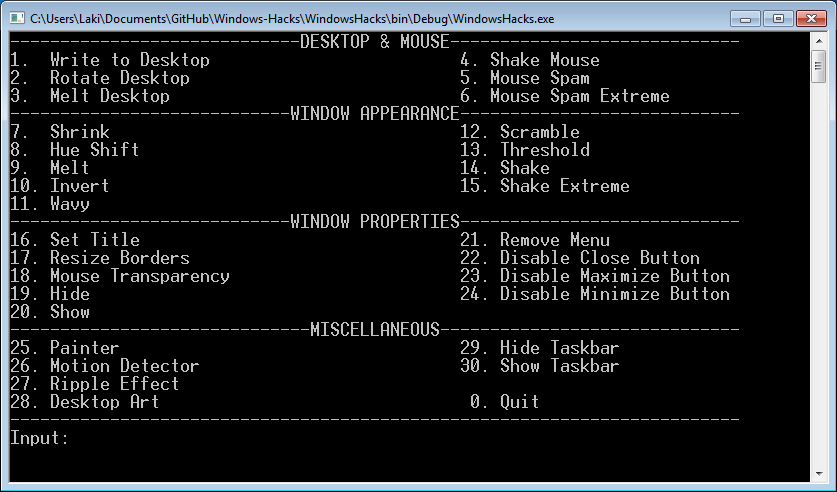 C:\Users\Laki\Documents\GitHub\Windows-Hacks\WindowsHacks\bin\Debug\WindowsHacks.exe
-----------------------------DESKTOP & MOUSE-----------------------------
1.  Write to Desktop                         4. Shake Mouse
2.  Rotate Desktop                           5. Mouse Spam
3.  Melt Desktop                             6. Mouse Spam Extreme
----------------------------WINDOW APPEARANCE----------------------------
7.  Shrink                                   12. Scramble
8.  Hue Shift                                13. Threshold
9.  Melt                                     14. Shake
10. Invert                                   15. Shake Extreme
11. Wavy
----------------------------WINDOW PROPERTIES----------------------------
16. Set Title                                21. Remove Menu
17. Resize Borders                           22. Disable Close Button
18. Mouse Transparency                       23. Disable Maximize Button
19. Hide                                     24. Disable Minimize Button
20. Show
------------------------------MISCELLANEOUS------------------------------
25. Painter                                  29. Hide Taskbar
26. Motion Detector                          30. Show Taskbar
27. Ripple Effect
28. Desktop Art                               0. Quit
-------------------------------------------------------------------------
Input: